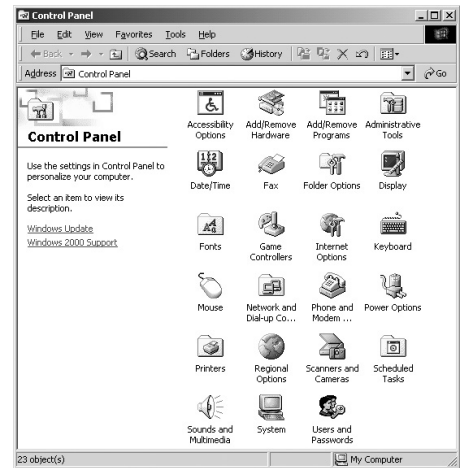 Control Panel
File Edit View Favorites Tools Help
Back Search Folders History
Address Control Panel Go
Control Panel
Use the settings in Control Panel to
personalize your computer.
Select an item to view its
description.
Windows Update
Windows 2000 Support
Accessibility
Options
Add/Remove
Hardware
Add/Remove
Programs
Administrative
Tools
Date/Time
Fax
Folder Options
Display
Fonts
Game
Controllers
Internet
Options
Keyboard
Mouse
Network and
Dial-up Co...
Phone and
Modem ...
Power Options
Printers
Regional
Options
Scanners and
Cameras
Scheduled
Tasks
Sounds and
Multimedia
System
Users and
Passwords
23 object(s) My Computer